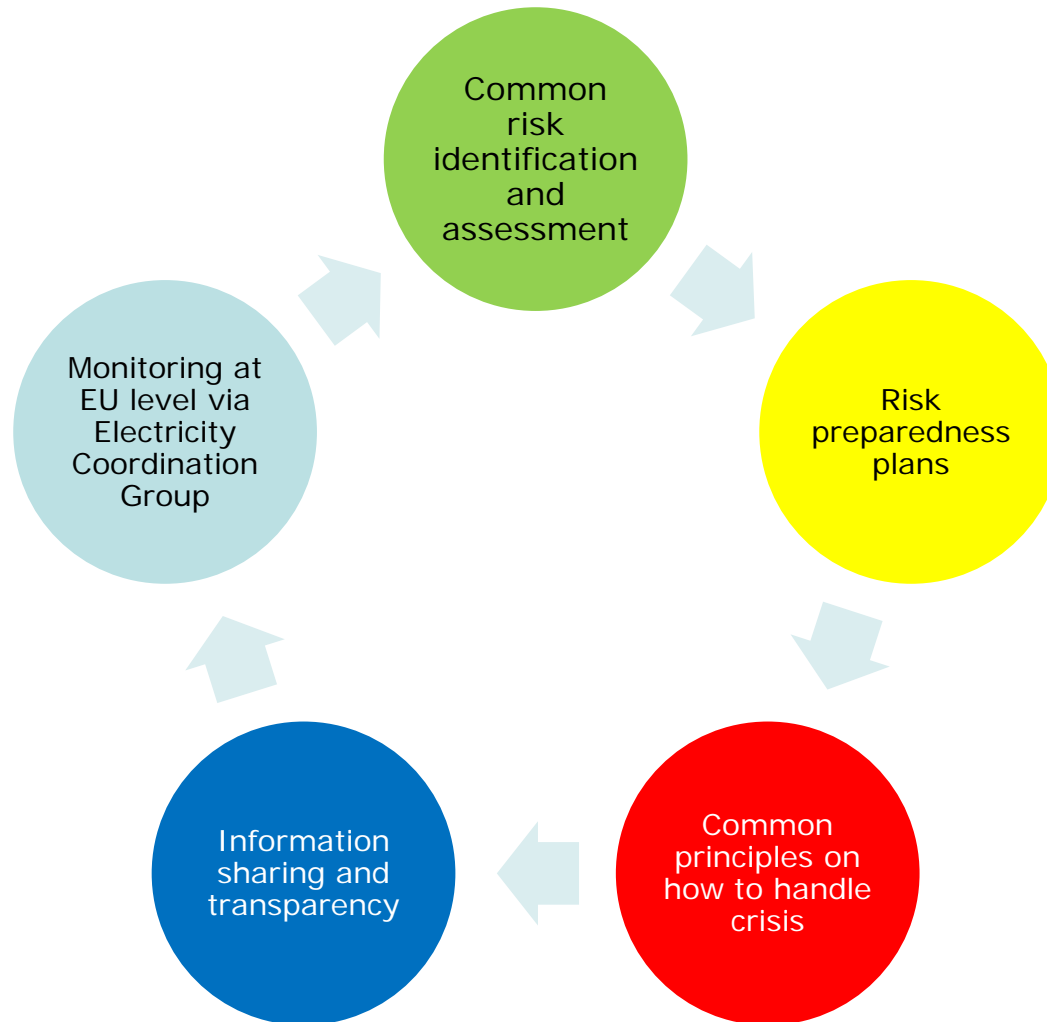 Common
risk
identification
and
assessment
Risk
preparedness
plans
Common
principles on
how to handle
crisis
Information
sharing and
transparency
Monitoring at
EU level via
Electricity
Coordination
Group